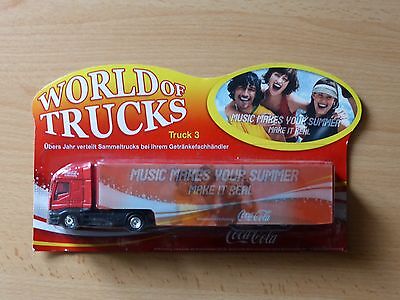 WORLD OF
TRUCKS
Truck 3
Übers Jahr verteilt Sammeltrucks bei Ihrem Getränkefachhändler
MUSIC MAKES YOUR SUMMER
MAKE IT REAL
MUSIC MAKES YOUR SUMMER
MAKE IT REAL
Coca-Cola
Coca-Cola